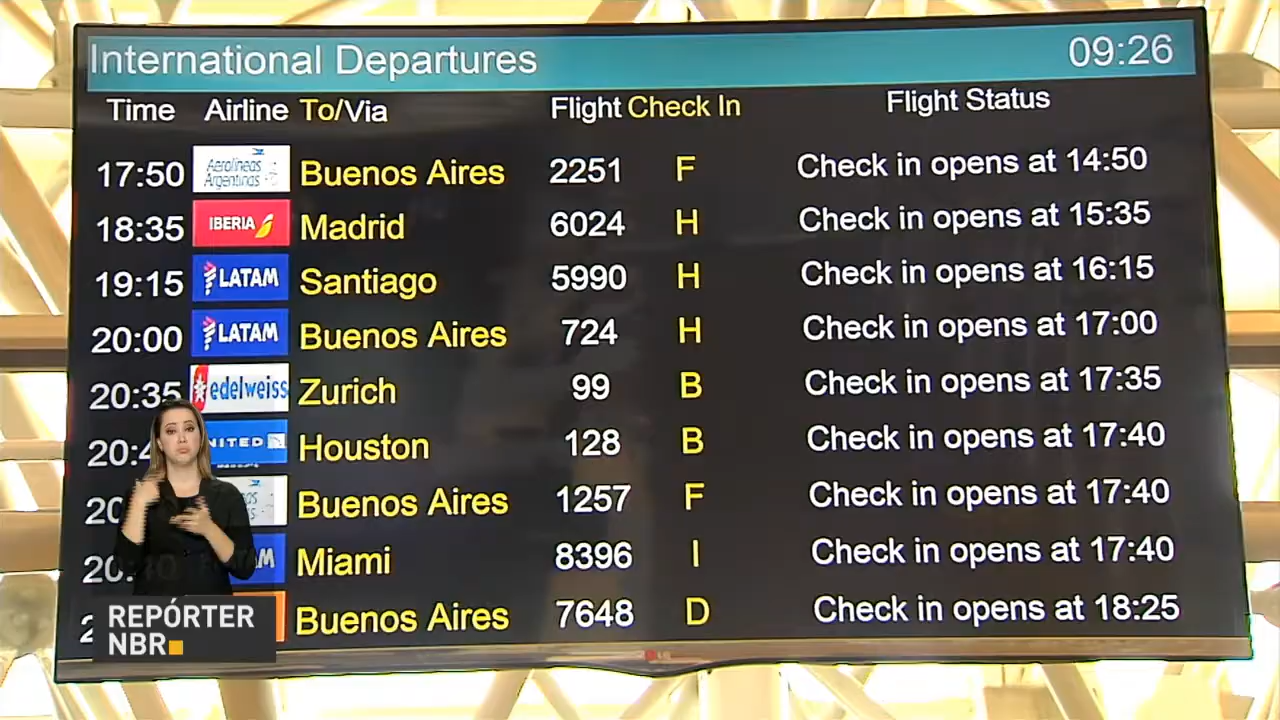 International Departures 09:26
Time Airline To/Via Flight Check In Flight Status
17:50 Aerolineas Argentinas Buenos Aires 2251 F Check in opens at 14:50
18:35 IBERIA Madrid 6024 H Check in opens at 15:35
19:15 LATAM Santiago 5990 H Check in opens at 16:15
20:00 LATAM Buenos Aires 724 H Check in opens at 17:00
20:35 edelweiss Zurich 99 B Check in opens at 17:35
Houston 128 B Check in opens at 17:40
Buenos Aires 1257 F Check in opens at 17:40
Miami 8396 I Check in opens at 17:40
Buenos Aires 7648 D Check in opens at 18:25
REPÓRTER
NBR
LG